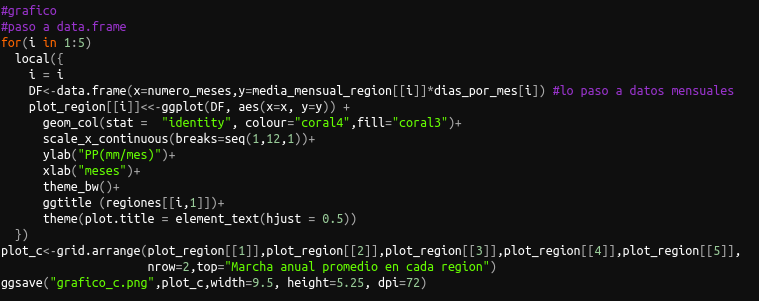 #grafico
#paso a data.frame
for(i in 1:5)
  local({
    i = i
    DF<-data.frame(x=numero_meses,y=media_mensual_region[[i]]*dias_por_mes[i]) #lo paso a datos mensuales
    plot_region[[i]]<<-ggplot(DF, aes(x=x, y=y)) +
      geom_col(stat =  "identity", colour="coral4",fill="coral3")+
      scale_x_continuous(breaks=seq(1,12,1))+
      ylab("PP(mm/mes)")+
      xlab("meses")+
      theme_bw()+
      ggtitle (regiones[[i,1]])+
      theme(plot.title = element_text(hjust = 0.5))
  })
plot_c<-grid.arrange(plot_region[[1]],plot_region[[2]],plot_region[[3]],plot_region[[4]],plot_region[[5]],
                     nrow=2,top="Marcha anual promedio en cada region")
ggsave("grafico_c.png",plot_c,width=9.5, height=5.25, dpi=72)